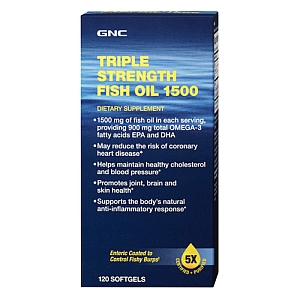 GNC
TRIPLE
STRENGTH
FISH OIL 1500
DIETARY SUPPLEMENT
• 1500 mg of fish oil in each serving,
providing 900 mg total OMEGA-3
fatty acids EPA and DHA
• May reduce the risk of coronary
heart disease*
• Helps maintain healthy cholesterol
and blood pressure*
• Promotes joint, brain and
skin health*
• Supports the body's natural
anti-inflammatory response*
Enteric Coated to
Control Fishy Burps!
5X
CERTIFIED • PURIFIED
120 SOFTGELS